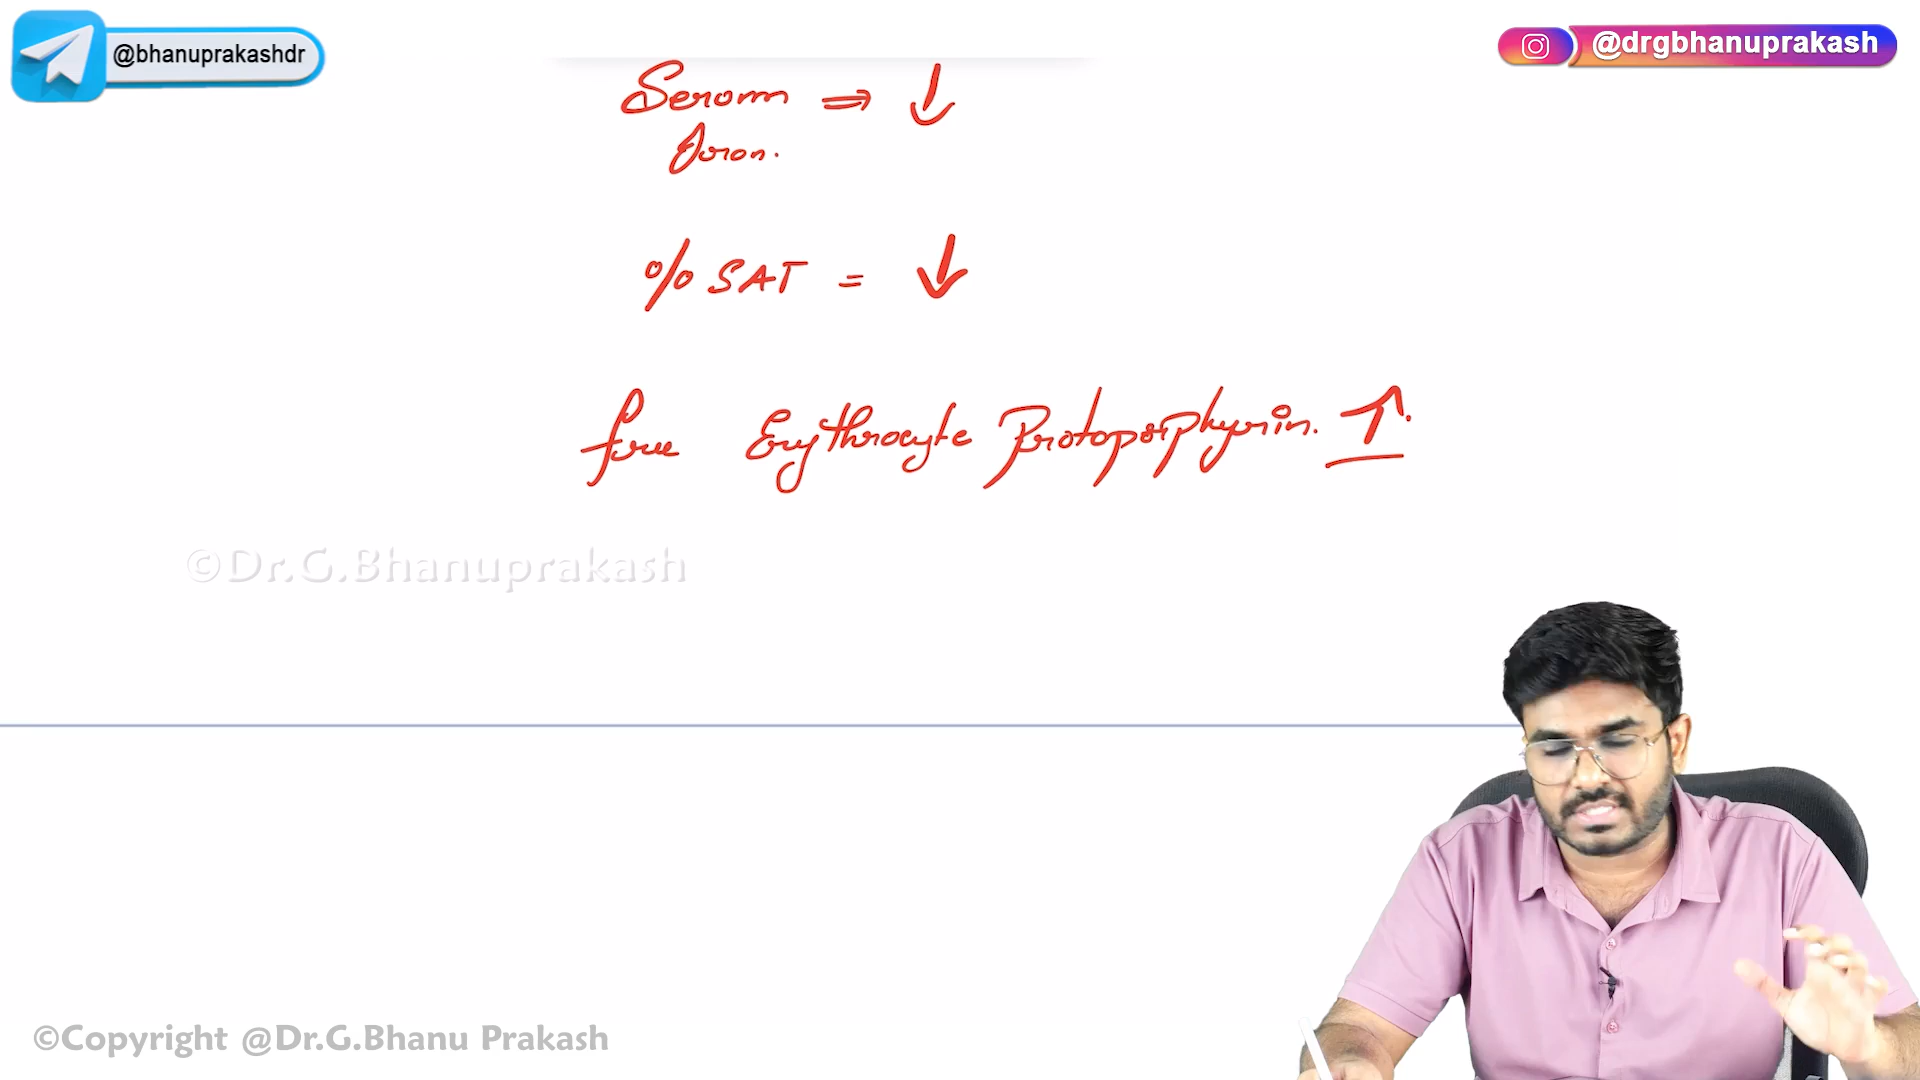 @bhanuprakashdr
@drgbhanuprakash
Serum ⇒ ↓
Iron.
% SAT = ↓
free Erythrocyte Protoporphyrin. ↑
©Dr.G.Bhanuprakash
©Copyright @Dr.G.Bhanu Prakash